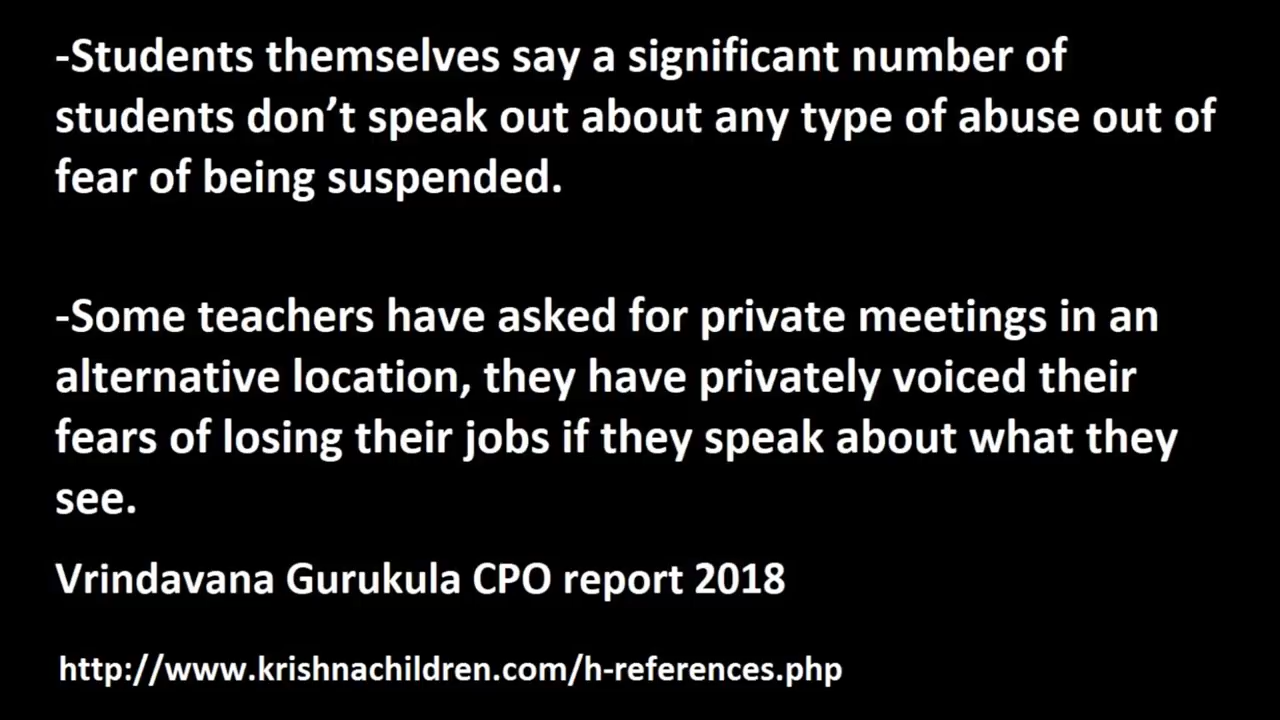 -Students themselves say a significant number of
students don’t speak out about any type of abuse out of
fear of being suspended.
-Some teachers have asked for private meetings in an
alternative location, they have privately voiced their
fears of losing their jobs if they speak about what they
see.
Vrindavana Gurukula CPO report 2018
http://www.krishnachildren.com/h-references.php